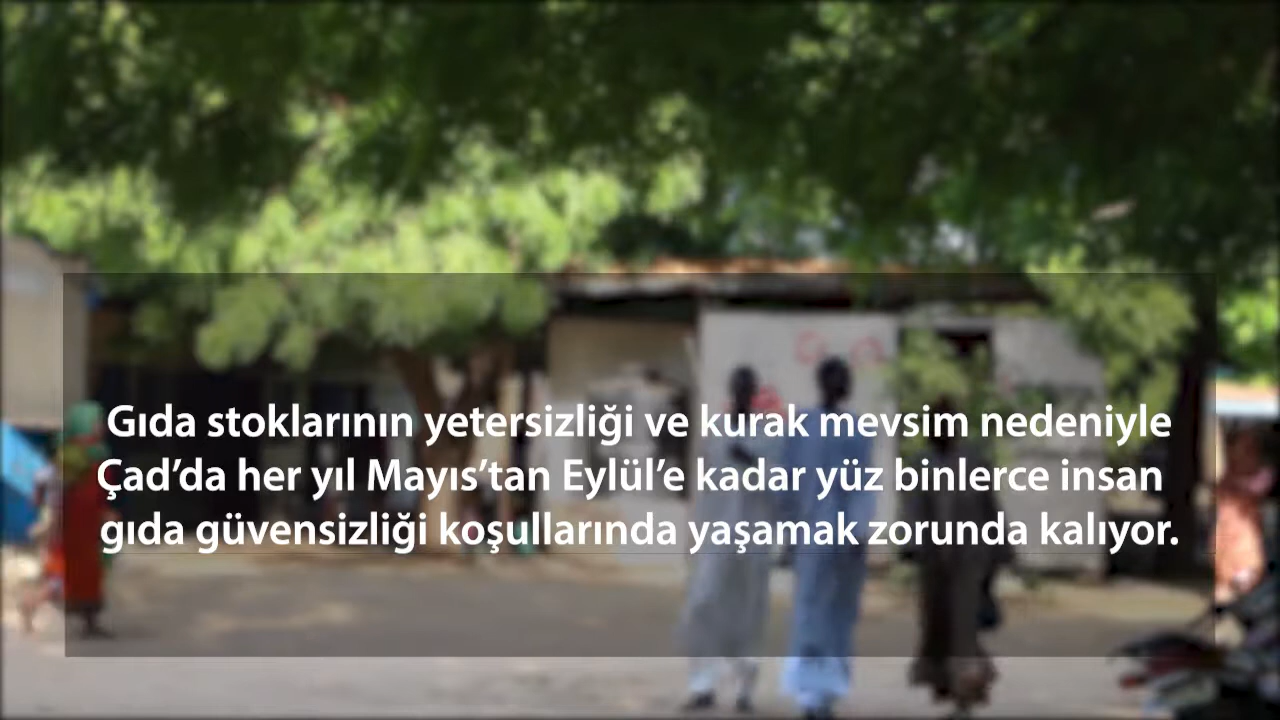 Gıda stoklarının yetersizliği ve kurak mevsim nedeniyle
Çad’da her yıl Mayıs’tan Eylül’e kadar yüz binlerce insan
gıda güvensizliği koşullarında yaşamak zorunda kalıyor.